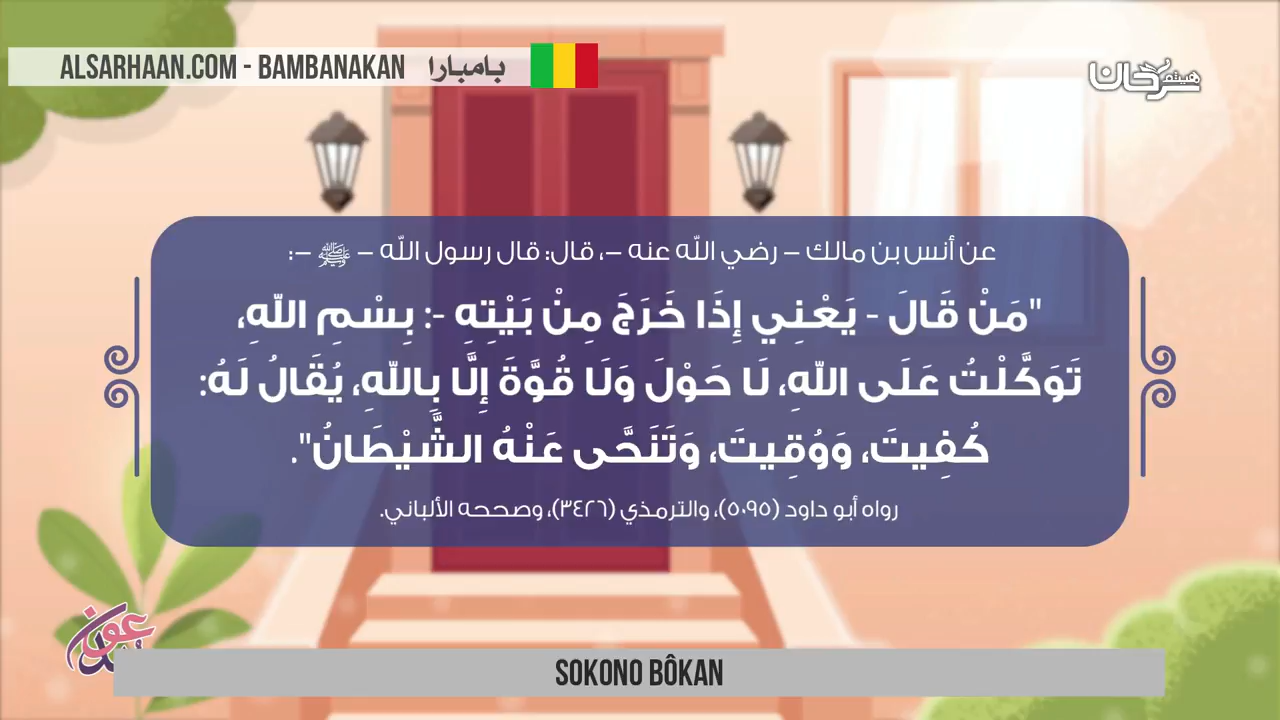 ALSARHAAN.COM - BAMBANAKAN بامبارا
هيثم سرحان
عن أنس بن مالك – رضي الله عنه –، قال: قال رسول الله – ﷺ –:
"مَنْ قَالَ - يَعْنِي إِذَا خَرَجَ مِنْ بَيْتِهِ -: بِسْمِ اللهِ،
تَوَكَّلْتُ عَلَى اللهِ، لَا حَوْلَ وَلَا قُوَّةَ إِلَّا بِاللهِ، يُقَالُ لَهُ:
كُفِيتَ، وَوُقِيتَ، وَتَنَحَّى عَنْهُ الشَّيْطَانُ".
رواه أبو داود (٥٠٩٥)، والترمذي (٣٤٢٦)، وصححه الألباني.
SOKONO BÔKAN